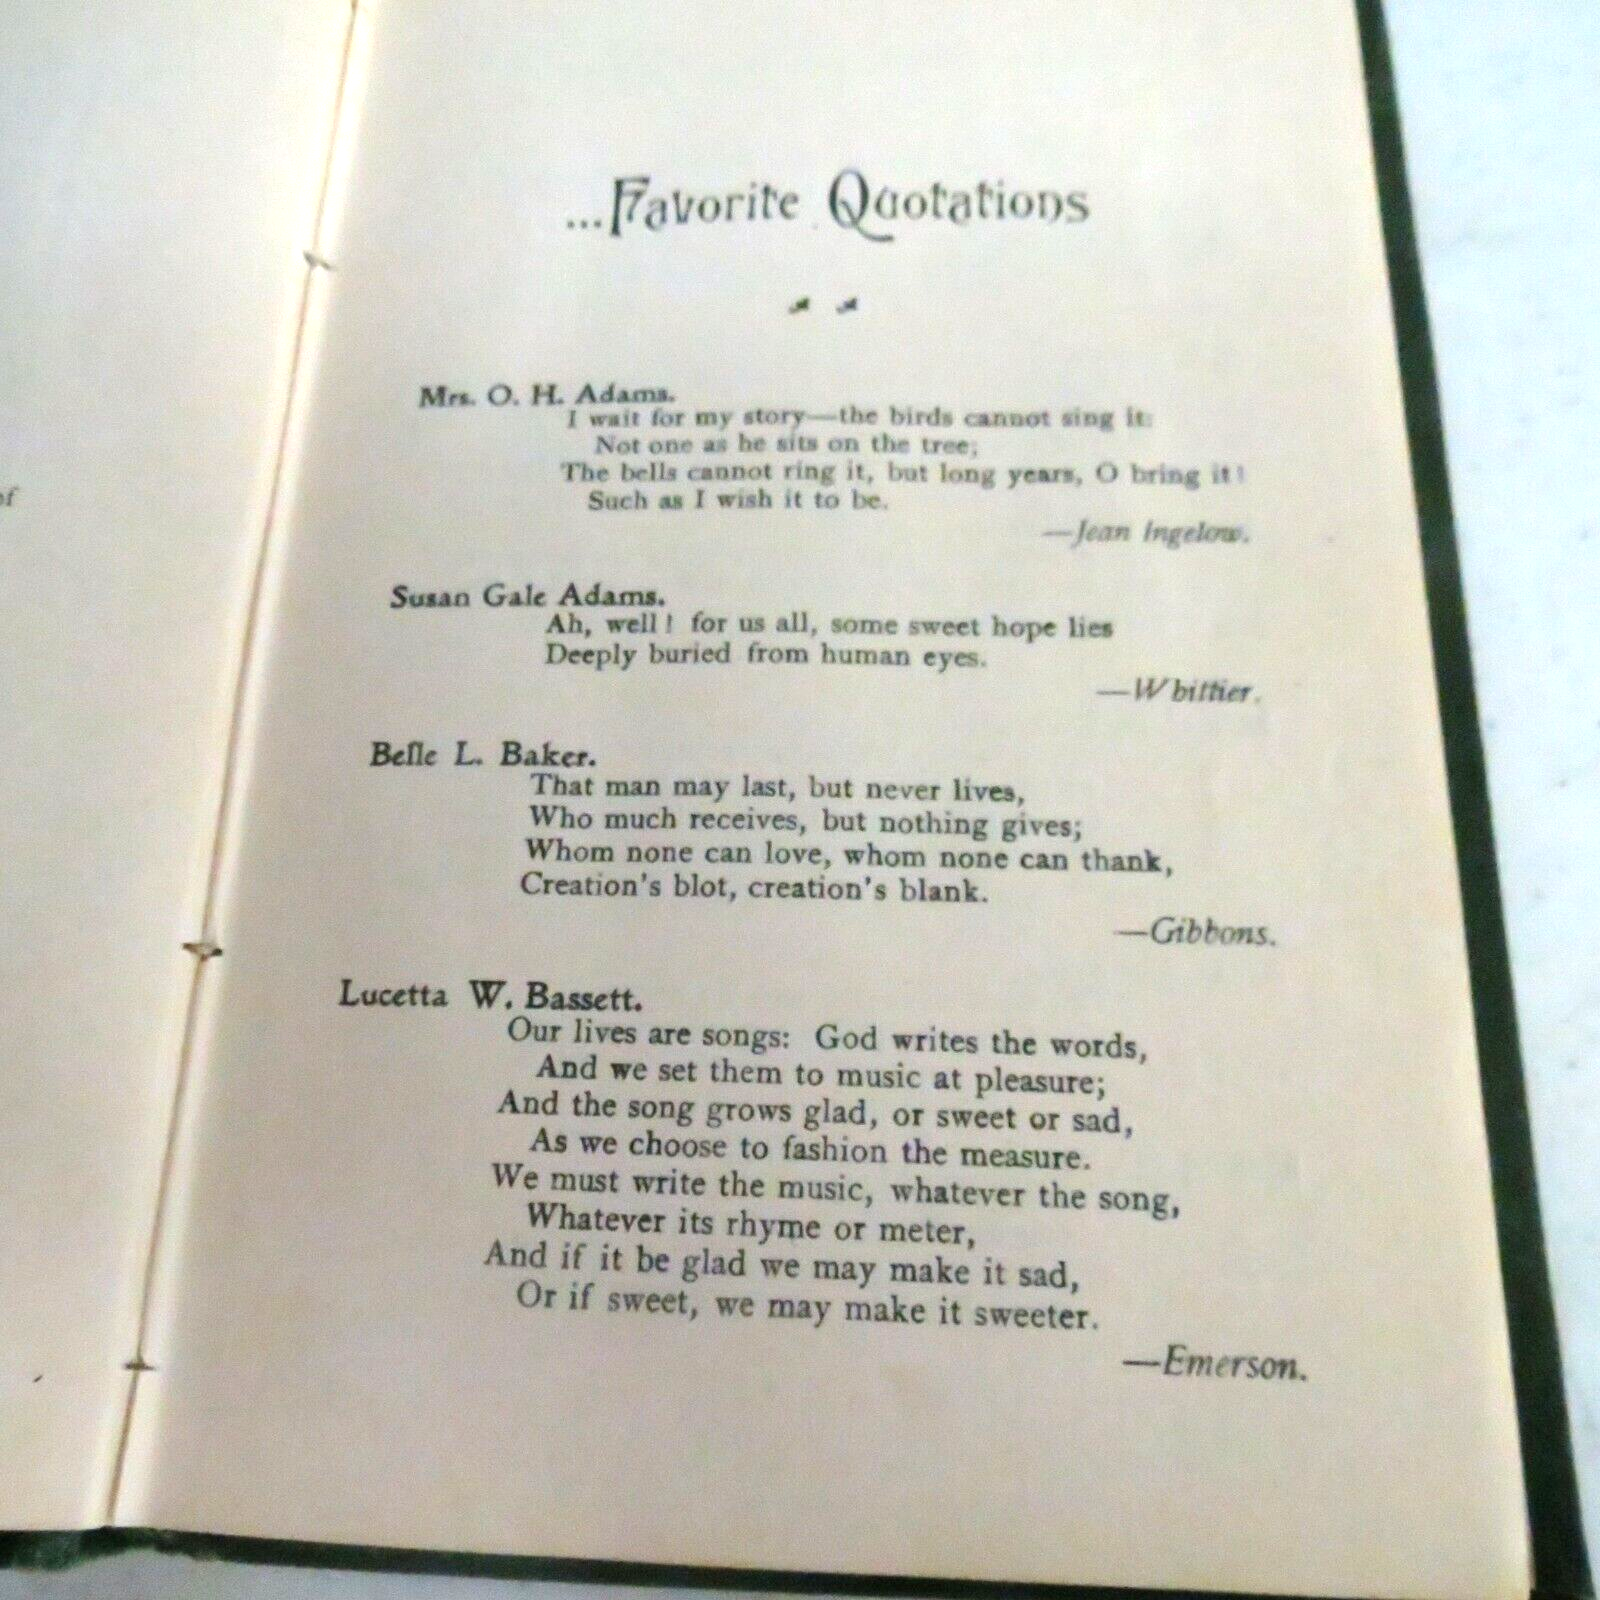 of
...Favorite Quotations
Mrs. O. H. Adams.
I wait for my story—the birds cannot sing it
Not one as he sits on the tree;
The bells cannot ring it, but long years, O bring it!
Such as I wish it to be.
—Jean Ingelow.
Susan Gale Adams.
Ah, well! for us all, some sweet hope lies
Deeply buried from human eyes.
—Whittier.
Belle L. Baker.
That man may last, but never lives,
Who much receives, but nothing gives;
Whom none can love, whom none can thank,
Creation's blot, creation's blank.
—Gibbons.
Lucetta W. Bassett.
Our lives are songs: God writes the words,
And we set them to music at pleasure;
And the song grows glad, or sweet or sad,
As we choose to fashion the measure.
We must write the music, whatever the song,
Whatever its rhyme or meter,
And if it be glad we may make it sad,
Or if sweet, we may make it sweeter.
—Emerson.